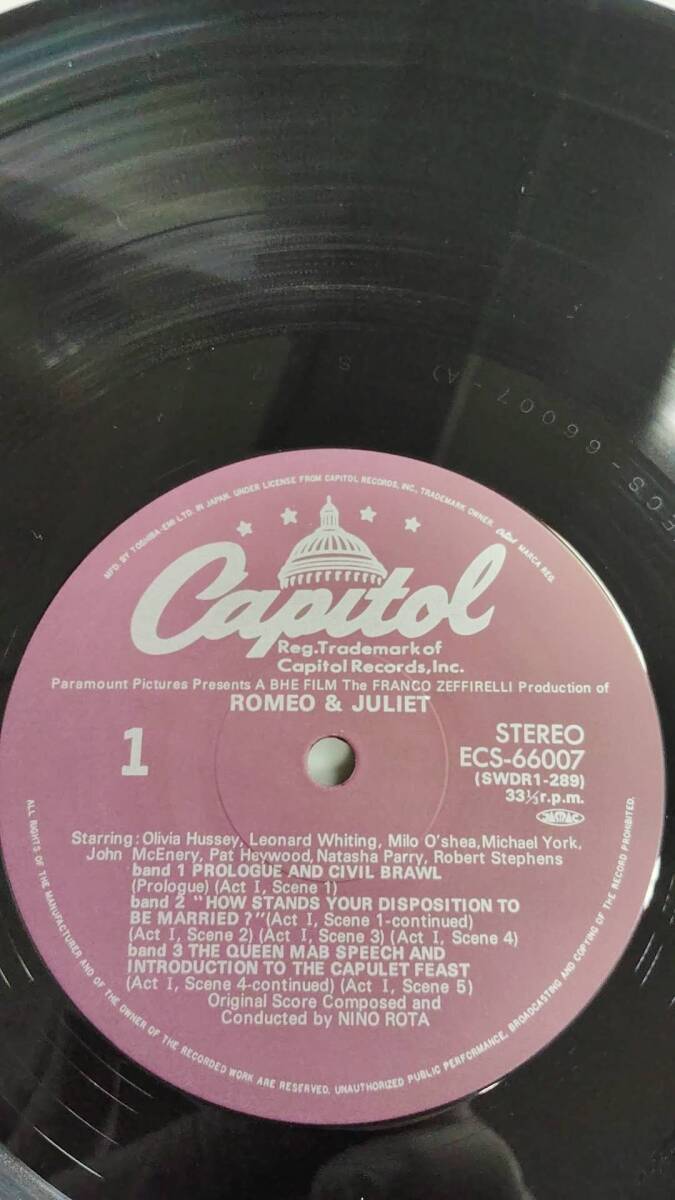 ECS-66007-A) S
MFD. BY TOSHIBA-EMI LTD. IN JAPAN. UNDER LICENSE FROM CAPITOL RECORDS, INC., TRADEMARK OWNER. Capitol MARCA REG.
Capitol
Reg.Trademark of
Capitol Records,Inc.
Paramount Pictures Presents A BHE FILM The FRANCO ZEFFIRELLI Production of
ROMEO & JULIET
1
STEREO
ECS-66007
(SWDR1-289)
33⅓r.p.m.
JASRAC
Starring: Olivia Hussey, Leonard Whiting, Milo O'shea, Michael York,
John McEnery, Pat Heywood, Natasha Parry, Robert Stephens
band 1 PROLOGUE AND CIVIL BRAWL
(Prologue) (Act I, Scene 1)
band 2 "HOW STANDS YOUR DISPOSITION TO
BE MARRIED ?"(Act I, Scene 1-continued)
(Act I, Scene 2) (Act I, Scene 3) (Act I, Scene 4)
band 3 THE QUEEN MAB SPEECH AND
INTRODUCTION TO THE CAPULET FEAST
(Act I, Scene 4-continued) (Act I, Scene 5)
Original Score Composed and
Conducted by NINO ROTA
ALL RIGHTS OF THE MANUFACTURER AND OF THE OWNER OF THE RECORDED WORK ARE RESERVED. UNAUTHORIZED PUBLIC PERFORMANCE, BROADCASTING AND COPYING OF THE RECORD PROHIBITED.